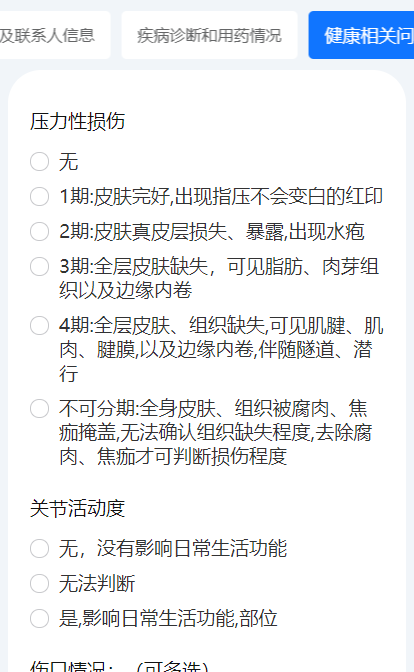 及联系人信息 疾病诊断和用药情况 健康相关问
压力性损伤
无
1期:皮肤完好,出现指压不会变白的红印
2期:皮肤真皮层损失、暴露,出现水疱
3期:全层皮肤缺失，可见脂肪、肉芽组
织以及边缘内卷
4期:全层皮肤、组织缺失,可见肌腱、肌
肉、腱膜,以及边缘内卷,伴随隧道、潜
行
不可分期:全身皮肤、组织被腐肉、焦
痂掩盖,无法确认组织缺失程度,去除腐
肉、焦痂才可判断损伤程度
关节活动度
无，没有影响日常生活功能
无法判断
是,影响日常生活功能,部位
伤口情况：（可多选）